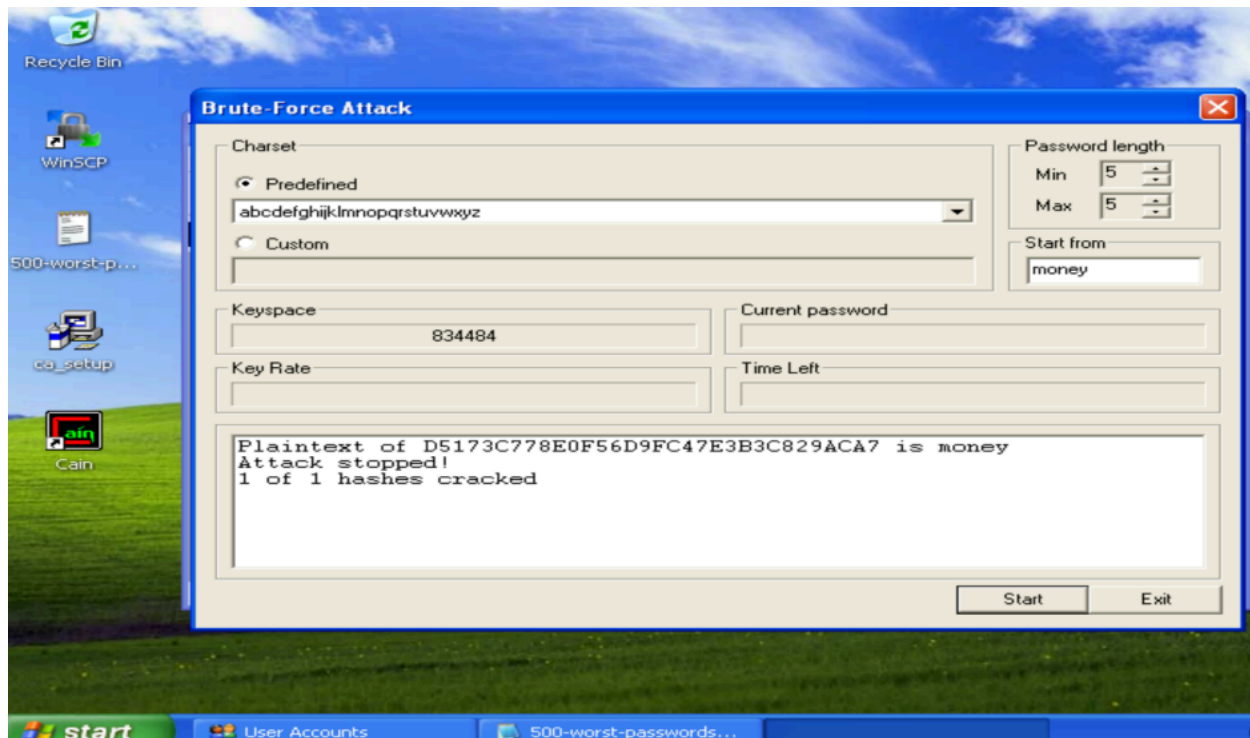 Recycle Bin
WinSCP
500-worst-p...
ca_setup
Cain
Brute-Force Attack
Charset
Predefined
abcdefghijklmnopqrstuvwxyz
Custom
Password length
Min 5
Max 5
Start from
money
Keyspace
834484
Current password
Key Rate
Time Left
Plaintext of D5173C778E0F56D9FC47E3B3C829ACA7 is money
Attack stopped!
1 of 1 hashes cracked
Start
Exit
start
User Accounts
500-worst-passwords...